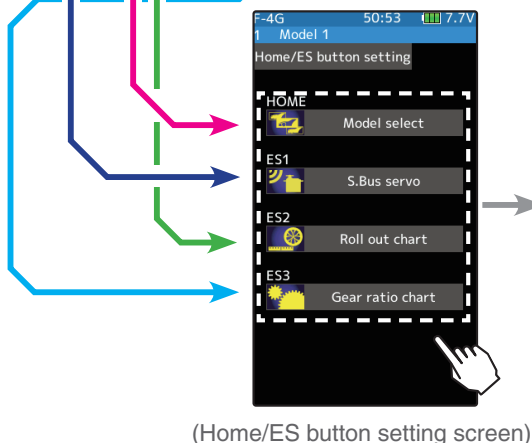 F-4G 50:53 7.7V
1 Model 1
Home/ES button setting
HOME
Model select
ES1
S.Bus servo
ES2
Roll out chart
ES3
Gear ratio chart
(Home/ES button setting screen)